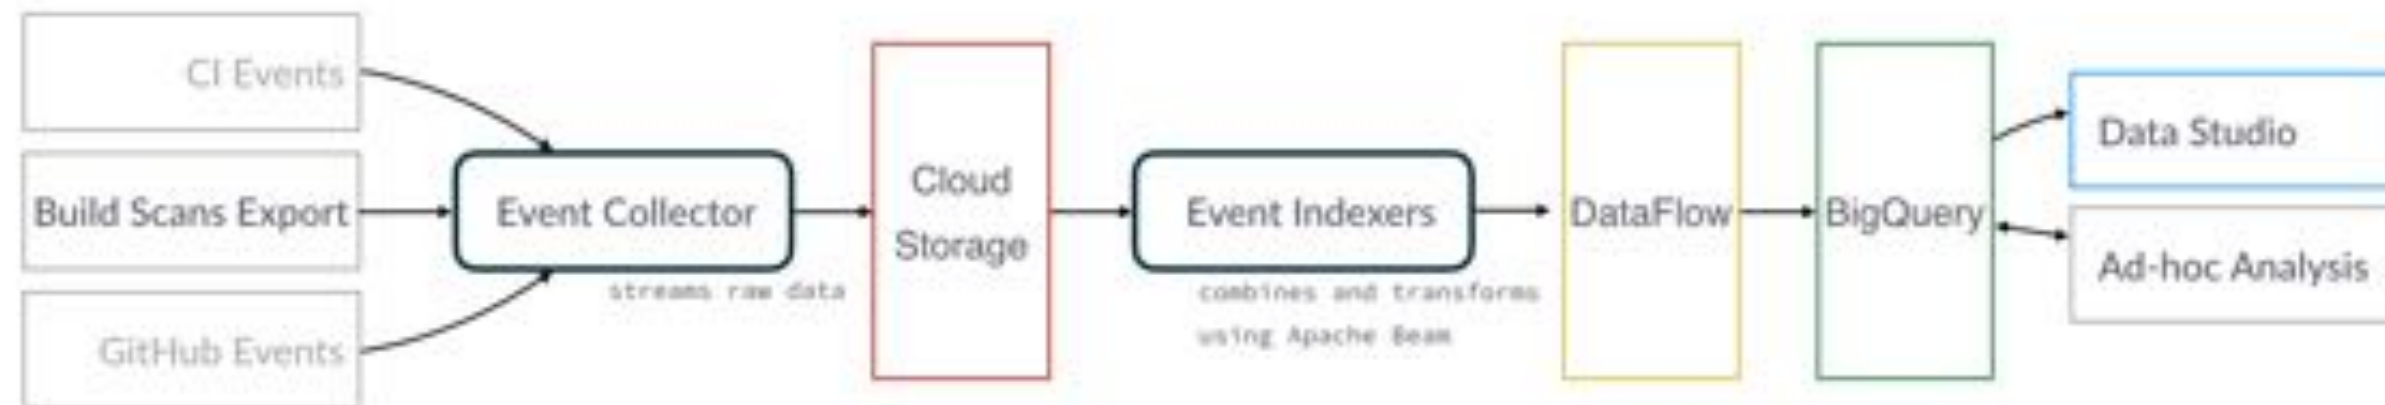 CI Events
Build Scans Export
GitHub Events
Event Collector
streams raw data
Cloud
Storage
Event Indexers
combines and transforms
using Apache Beam
DataFlow
BigQuery
Data Studio
Ad-hoc Analysis